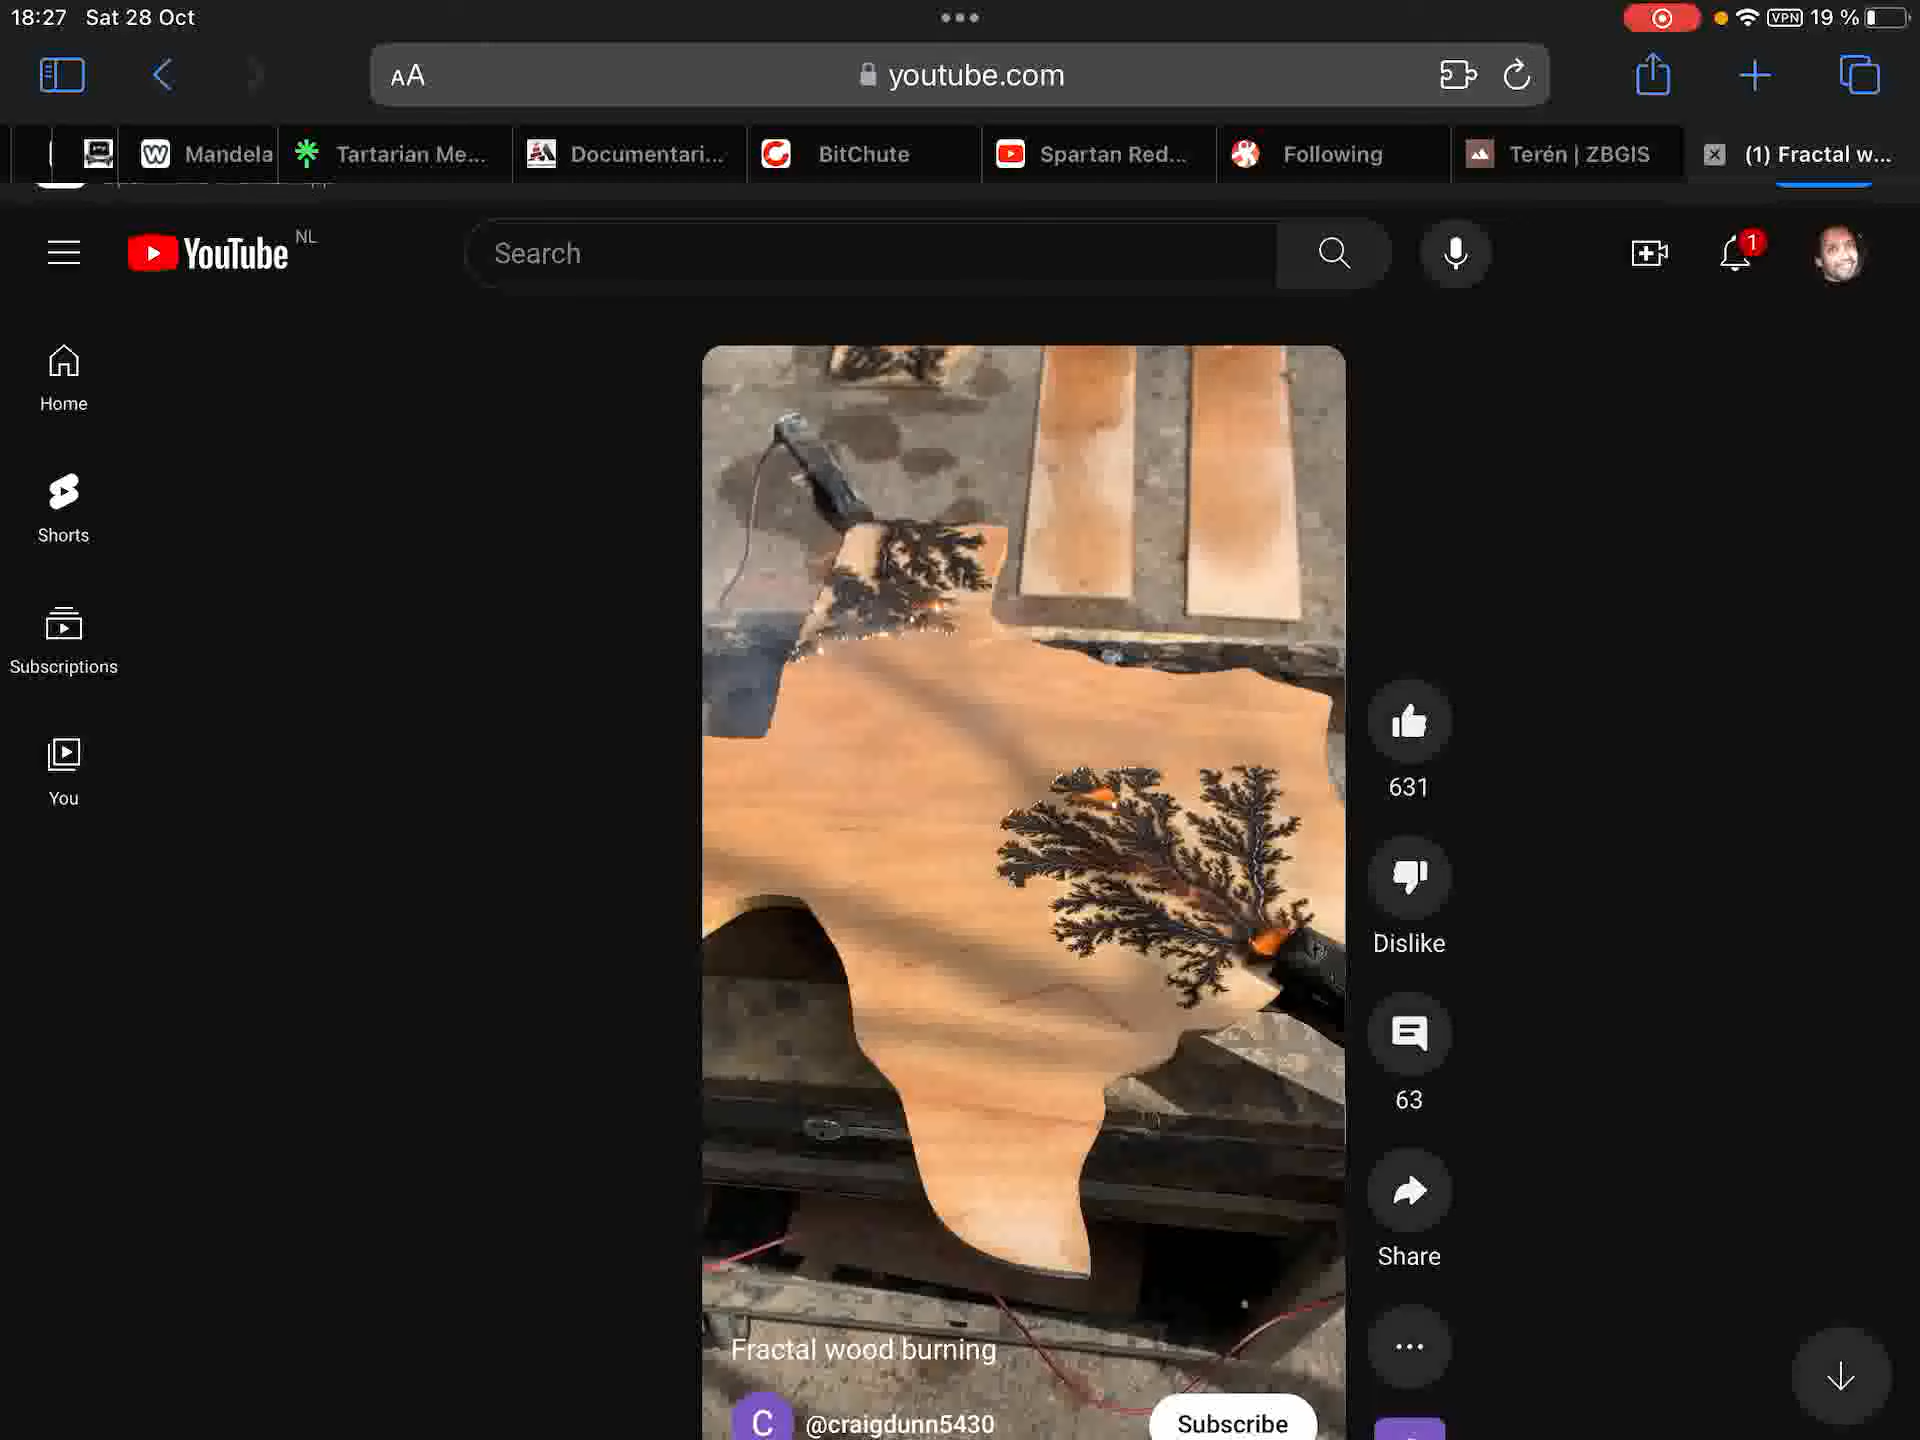 18:27 Sat 28 Oct
VPN 19 %
AA youtube.com
Mandela
Tartarian Me...
Documentari...
BitChute
Spartan Red...
Following
Terén | ZBGIS
(1) Fractal w...
YouTube NL
Search
1
Home
Shorts
Subscriptions
You
631
Dislike
63
Share
Fractal wood burning
C @craigdunn5430
Subscribe